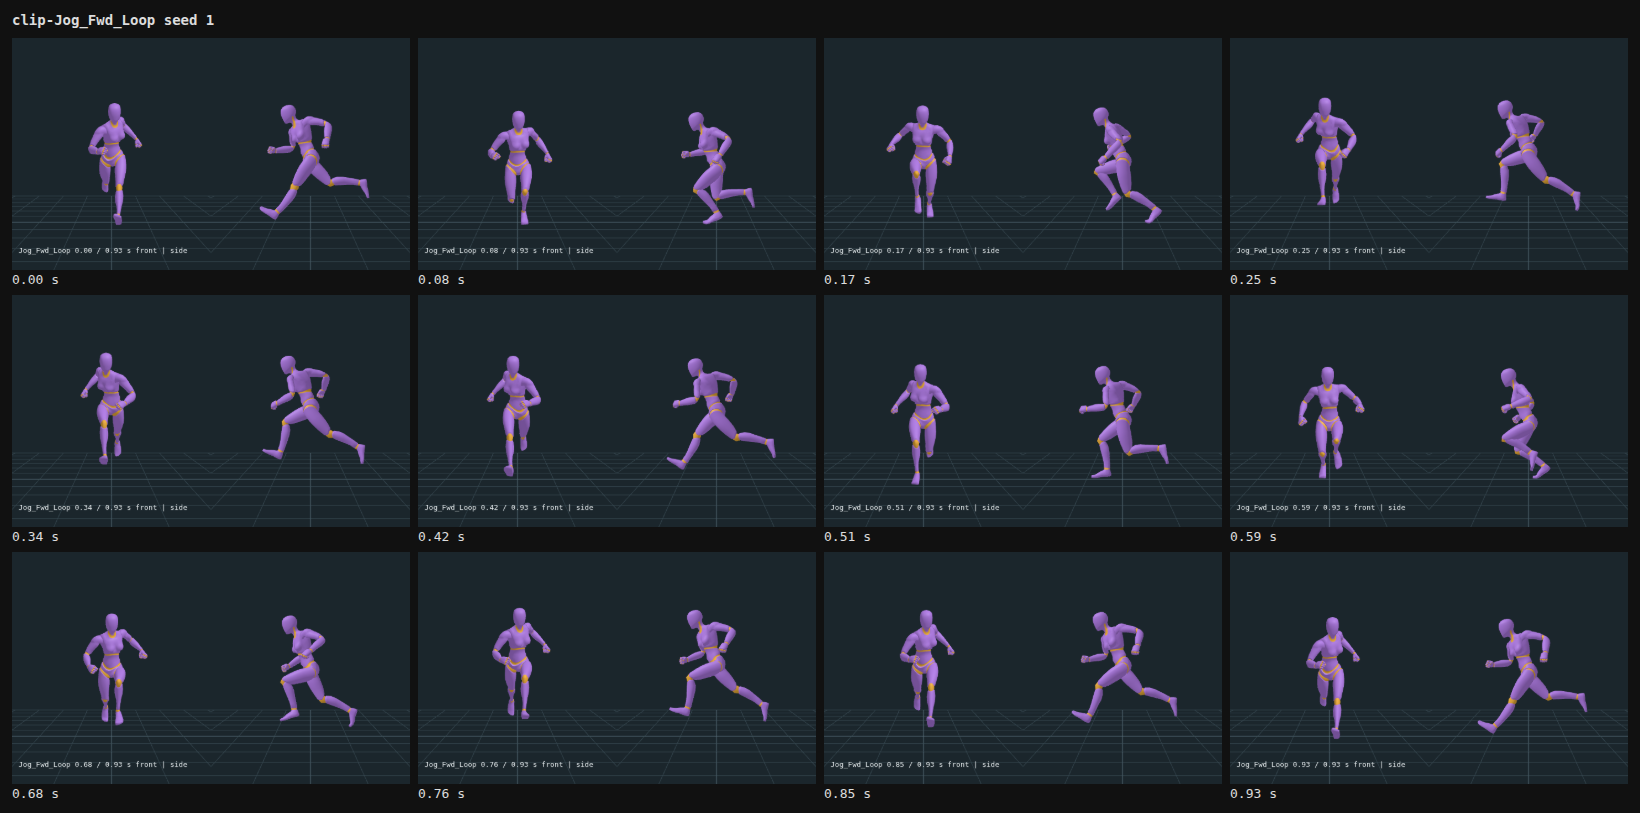 clip-Jog_Fwd_Loop seed 1
Jog_Fwd_Loop 0.00 / 0.93 s front | side
0.00 s
Jog_Fwd_Loop 0.08 / 0.93 s front | side
0.08 s
Jog_Fwd_Loop 0.17 / 0.93 s front | side
0.17 s
Jog_Fwd_Loop 0.25 / 0.93 s front | side
0.25 s
Jog_Fwd_Loop 0.34 / 0.93 s front | side
0.34 s
Jog_Fwd_Loop 0.42 / 0.93 s front | side
0.42 s
Jog_Fwd_Loop 0.51 / 0.93 s front | side
0.51 s
Jog_Fwd_Loop 0.59 / 0.93 s front | side
0.59 s
Jog_Fwd_Loop 0.68 / 0.93 s front | side
0.68 s
Jog_Fwd_Loop 0.76 / 0.93 s front | side
0.76 s
Jog_Fwd_Loop 0.85 / 0.93 s front | side
0.85 s
Jog_Fwd_Loop 0.93 / 0.93 s front | side
0.93 s